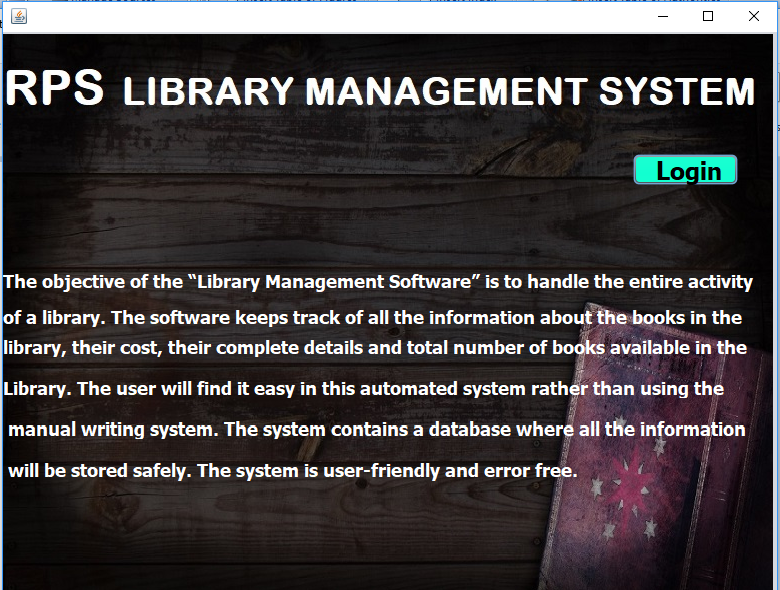 RPS LIBRARY MANAGEMENT SYSTEM
Login
The objective of the “Library Management Software” is to handle the entire activity
of a library. The software keeps track of all the information about the books in the
library, their cost, their complete details and total number of books available in the
Library. The user will find it easy in this automated system rather than using the
manual writing system. The system contains a database where all the information
will be stored safely. The system is user-friendly and error free.